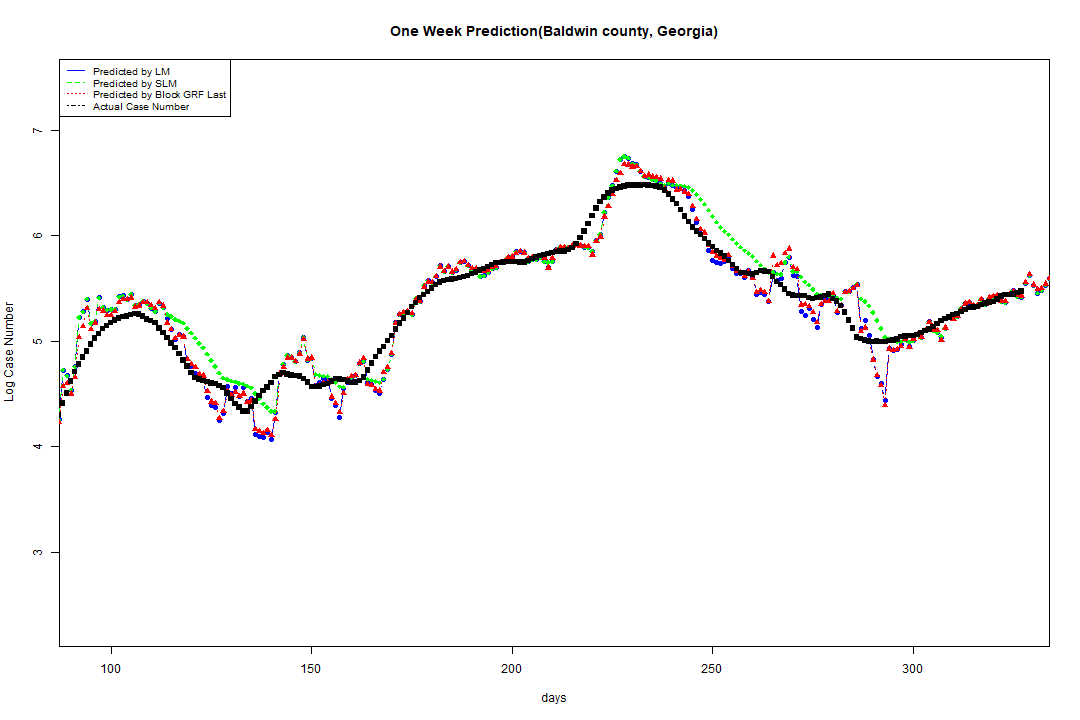 One Week Prediction(Baldwin county, Georgia)
Predicted by LM
Predicted by SLM
Predicted by Block GRF Last
Actual Case Number
7
6
5
4
3
Log Case Number
100 150 200 250 300
days